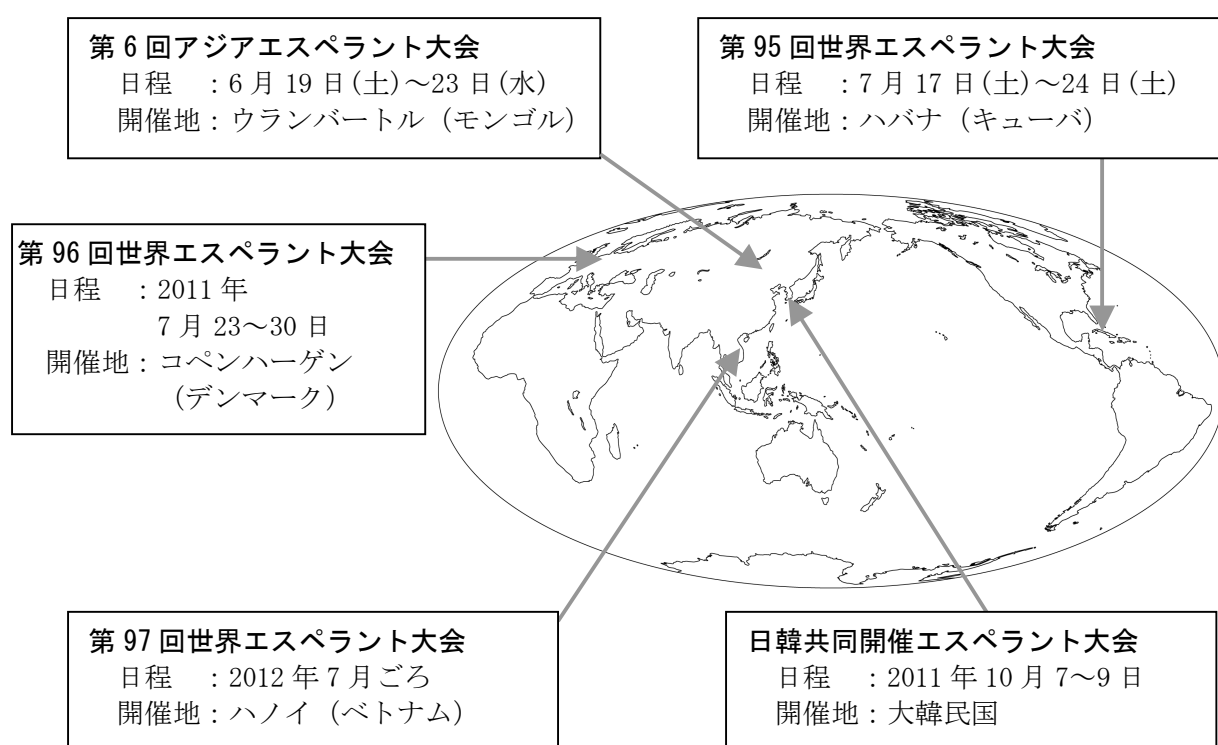 第 6 回アジアエスペラント大会
日程 : 6 月 19 日(土)～23 日(水)
開催地：ウランバートル（モンゴル）
第 95 回世界エスペラント大会
日程 : 7 月 17 日(土)～24 日(土)
開催地：ハバナ（キューバ）
第 96 回世界エスペラント大会
日程 : 2011 年
7 月 23～30 日
開催地：コペンハーゲン
（デンマーク）
第 97 回世界エスペラント大会
日程 : 2012 年 7 月ごろ
開催地：ハノイ（ベトナム）
日韓共同開催エスペラント大会
日程 : 2011 年 10 月 7～9 日
開催地：大韓民国